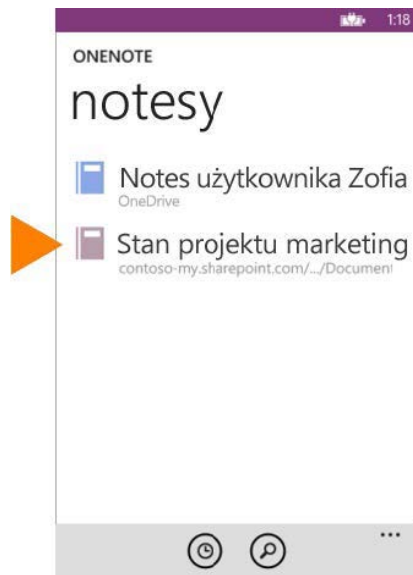 1:18
ONENOTE
notesy
Notes użytkownika Zofia
OneDrive
Stan projektu marketing
contoso-my.sharepoint.com/.../Document
...